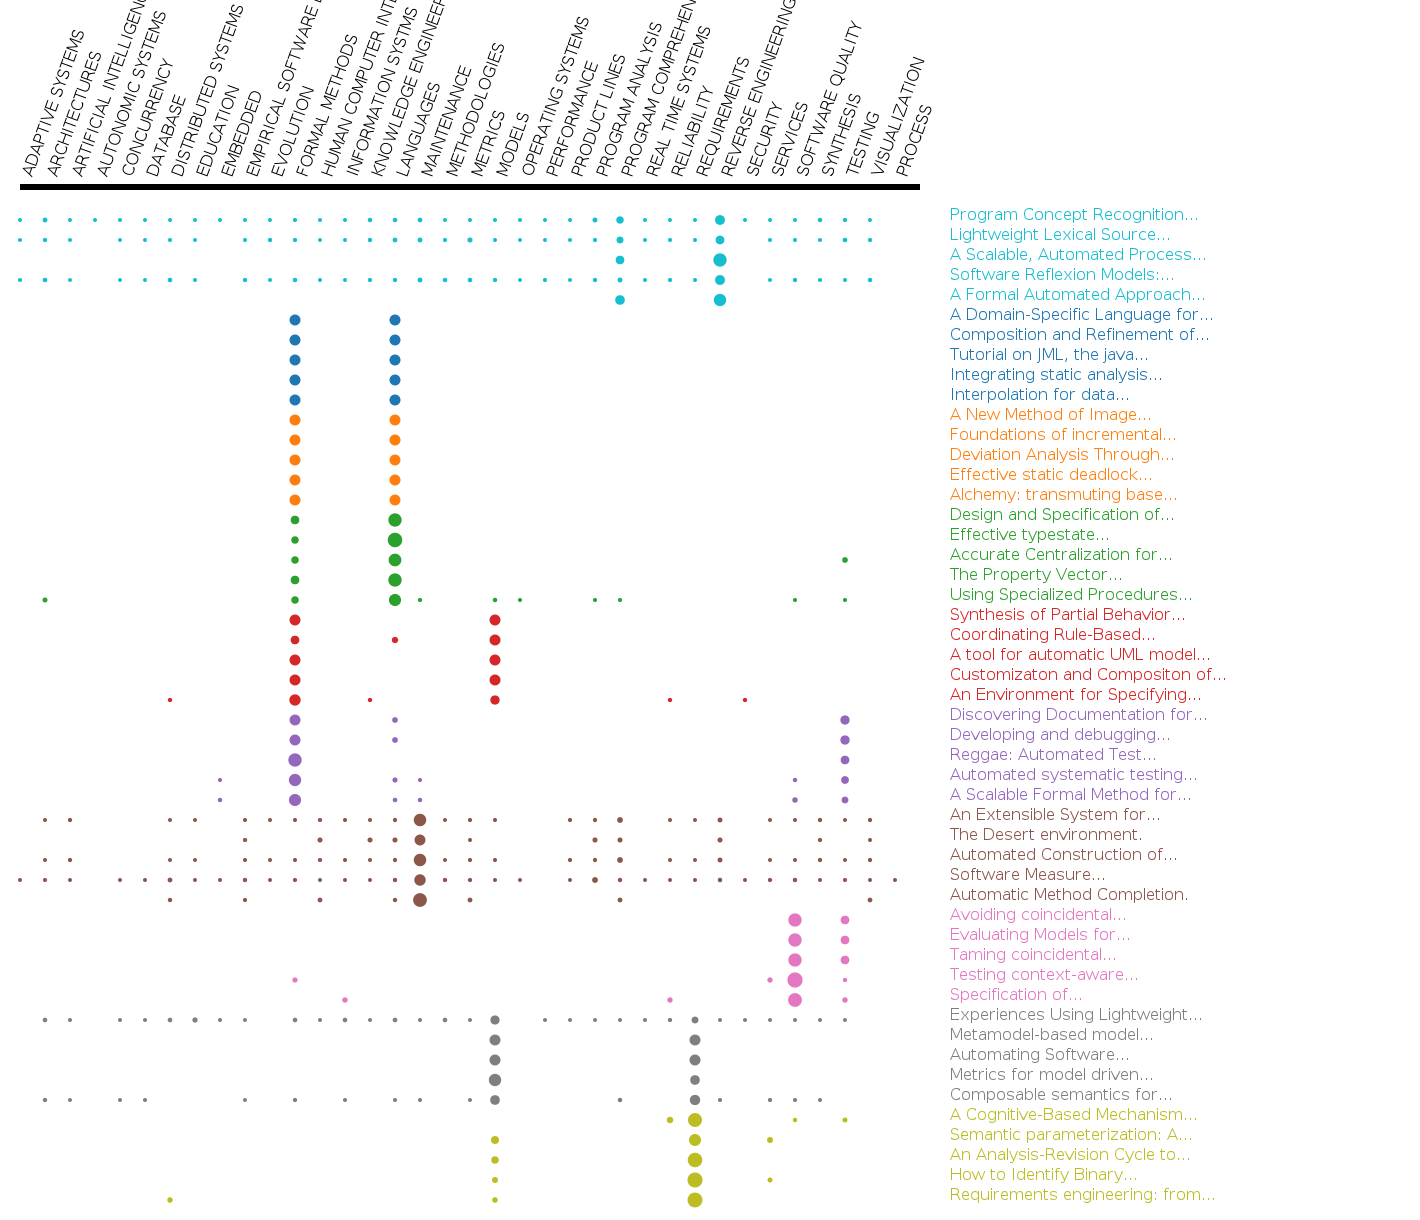 ADAPTIVE SYSTEMS
ARCHITECTURES
ARTIFICIAL INTELLIGENC
AUTONOMIC SYSTEMS
CONCURRENCY
DATABASE
DISTRIBUTED SYSTEMS
EDUCATION
EMBEDDED
EMPIRICAL SOFTWARE
EVOLUTION
FORMAL METHODS
HUMAN COMPUTER INTE
INFORMATION SYSTMS
KNOWLEDGE ENGINEER
LANGUAGES
MAINTENANCE
METHODOLOGIES
METRICS
MODELS
OPERATING SYSTEMS
PERFORMANCE
PRODUCT LINES
PROGRAM ANALYSIS
PROGRAM COMPREHEN
REAL TIME SYSTEMS
RELIABILITY
REQUIREMENTS
REVERSE ENGINEERING
SECURITY
SERVICES
SOFTWARE QUALITY
SYNTHESIS
TESTING
VISUALIZATION
PROCESS
Program Concept Recognition...
Lightweight Lexical Source...
A Scalable, Automated Process...
Software Reflexion Models:...
A Formal Automated Approach...
A Domain-Specific Language for...
Composition and Refinement of...
Tutorial on JML, the java...
Integrating static analysis...
Interpolation for data...
A New Method of Image...
Foundations of incremental...
Deviation Analysis Through...
Effective static deadlock...
Alchemy: transmuting base...
Design and Specification of...
Effective typestate...
Accurate Centralization for...
The Property Vector...
Using Specialized Procedures...
Synthesis of Partial Behavior...
Coordinating Rule-Based...
A tool for automatic UML model...
Customizaton and Compositon of...
An Environment for Specifying...
Discovering Documentation for...
Developing and debugging...
Reggae: Automated Test...
Automated systematic testing...
A Scalable Formal Method for...
An Extensible System for...
The Desert environment.
Automated Construction of...
Software Measure...
Automatic Method Completion.
Avoiding coincidental...
Evaluating Models for...
Taming coincidental...
Testing context-aware...
Specification of...
Experiences Using Lightweight...
Metamodel-based model...
Automating Software...
Metrics for model driven...
Composable semantics for...
A Cognitive-Based Mechanism...
Semantic parameterization: A...
An Analysis-Revision Cycle to...
How to Identify Binary...
Requirements engineering: from...